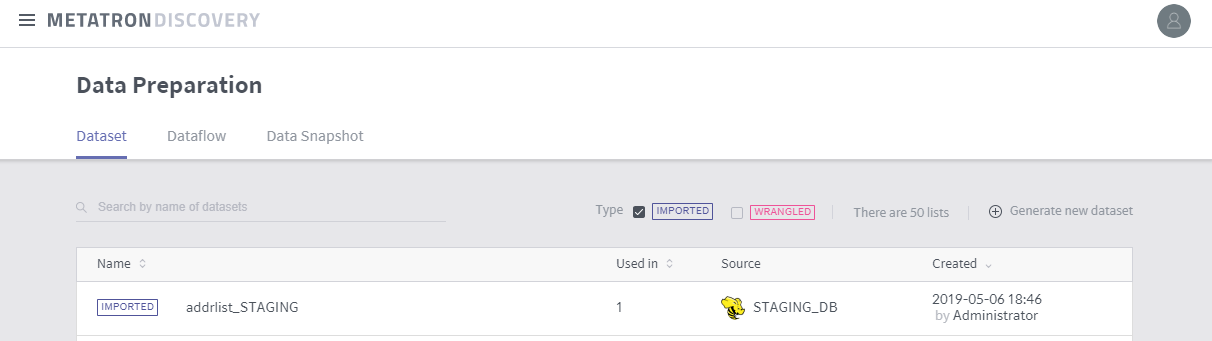 METATRONDISCOVERY
Data Preparation
Dataset Dataflow Data Snapshot
Search by name of datasets Type IMPORTED WRANGLED There are 50 lists Generate new dataset
Name Used in Source Created
IMPORTED addrlist_STAGING 1 STAGING_DB 2019-05-06 18:46
by Administrator